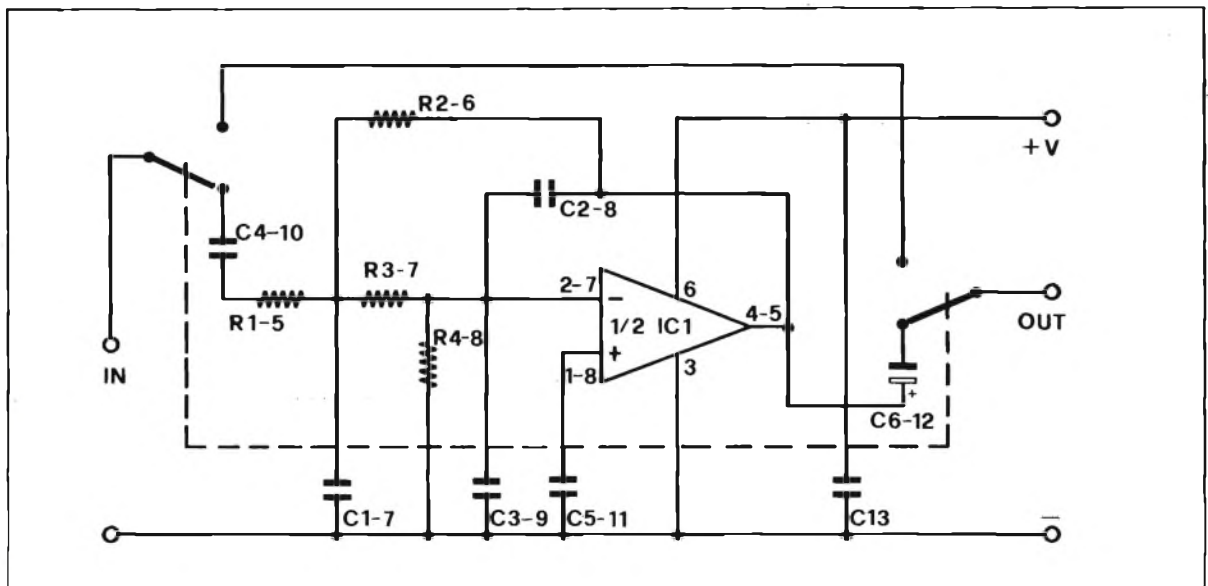 R2-6
+V
C2-8
C4-10
R3-7
2-7
−
6
R1-5
1/2 IC1
4-5
OUT
R4-8
+
IN
1-8
3
+
C6-12
C1-7
C3-9
C5-11
C13
−